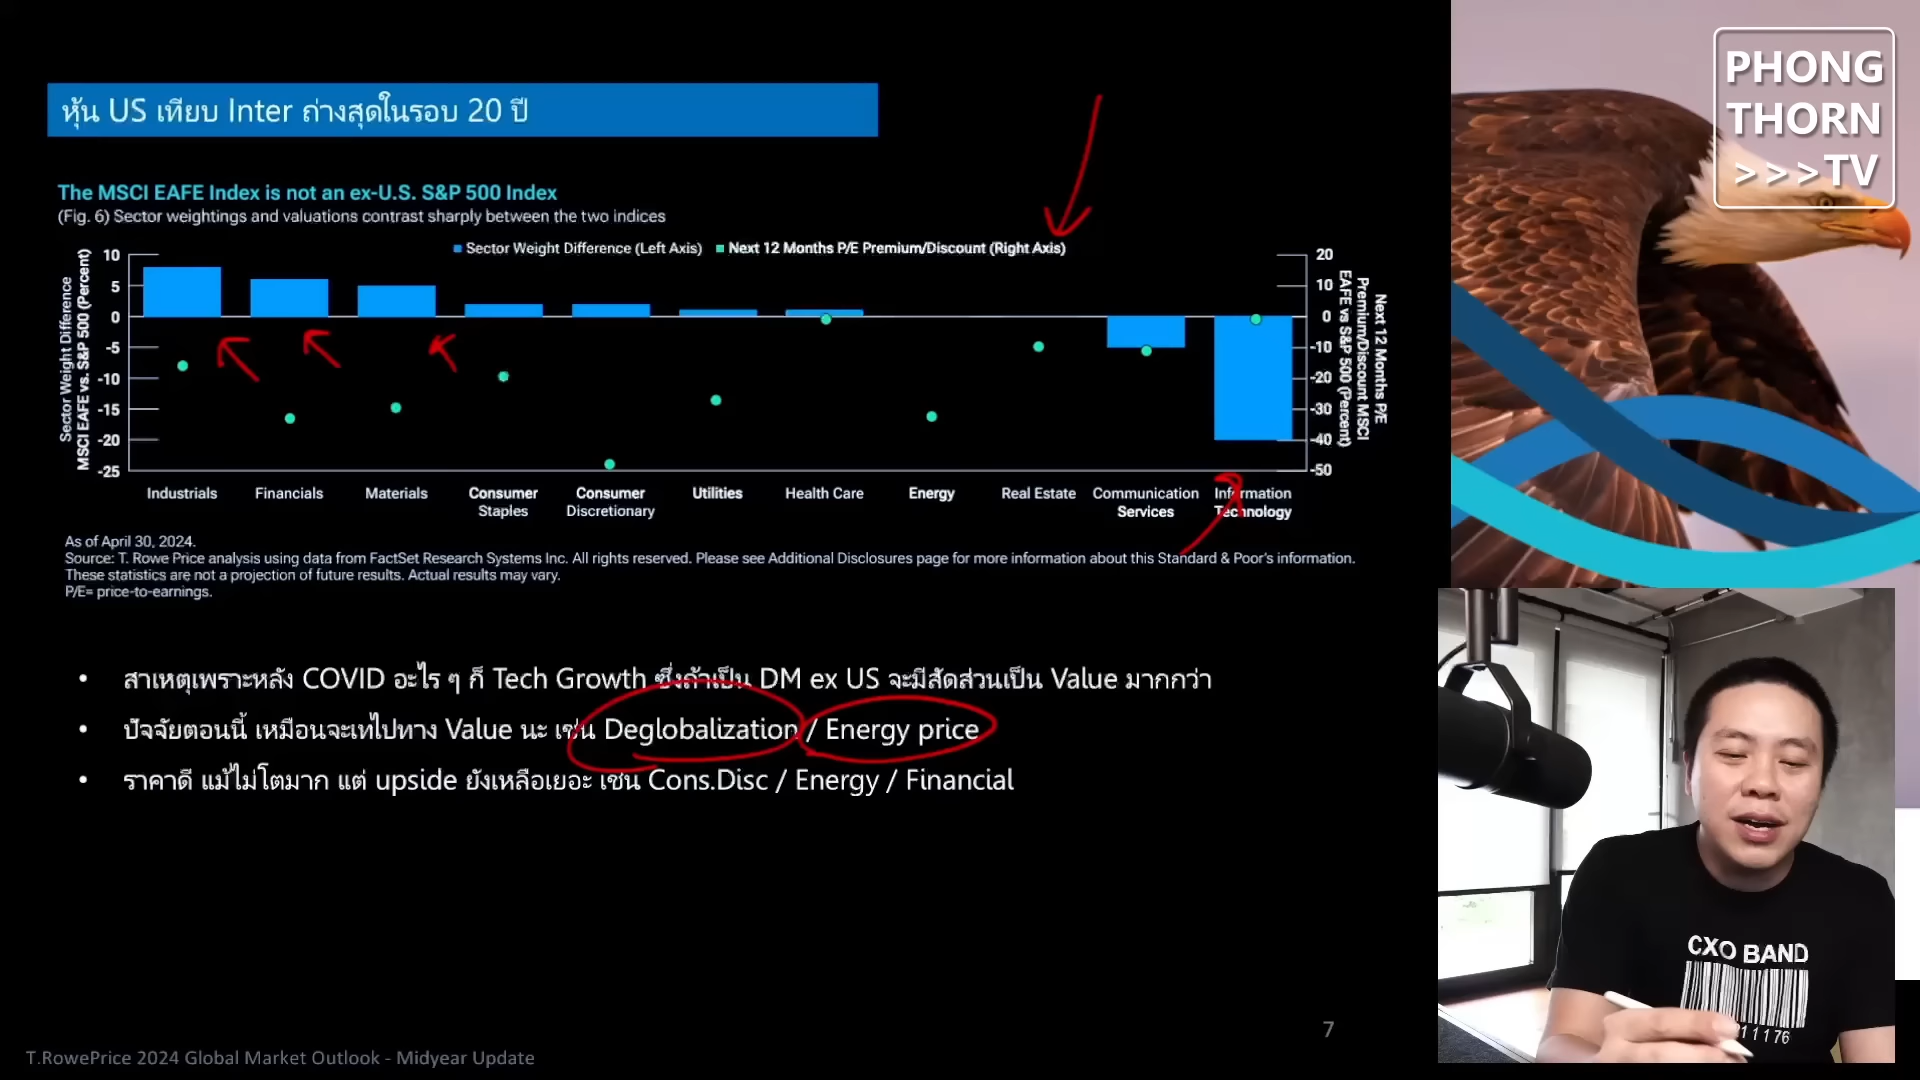 PHONG
THORN
>>>TV
หุ้น US เทียบ Inter ถ่างสุดในรอบ 20 ปี
The MSCI EAFE Index is not an ex-U.S. S&P 500 Index
(Fig. 6) Sector weightings and valuations contrast sharply between the two indices
Sector Weight Difference (Left Axis) Next 12 Months P/E Premium/Discount (Right Axis)
Sector Weight Difference
MSCI EAFE vs. S&P 500 (Percent)
10
5
0
-5
-10
-15
-20
-25
20
10
0
-10
-20
-30
-40
-50
Next 12 Months P/E
Premium/Discount MSCI
EAFE vs S&P 500 (Percent)
Industrials
Financials
Materials
Consumer
Staples
Consumer
Discretionary
Utilities
Health Care
Energy
Real Estate
Communication
Services
Information
Technology
As of April 30, 2024.
Source: T. Rowe Price analysis using data from FactSet Research Systems Inc. All rights reserved. Please see Additional Disclosures page for more information about this Standard & Poor's information.
These statistics are not a projection of future results. Actual results may vary.
P/E= price-to-earnings.
• สาเหตุเพราะหลัง COVID อะไร ๆ ก็ Tech Growth ซึ่งถ้าเป็น DM ex US จะมีสัดส่วนเป็น Value มากกว่า
• ปัจจัยตอนนี้ เหมือนจะเทไปทาง Value นะ เช่น Deglobalization / Energy price
• ราคาดี แม้ไม่โตมาก แต่ upside ยังเหลือเยอะ เช่น Cons.Disc / Energy / Financial
CXO BAND
11176
7
T.RowePrice 2024 Global Market Outlook - Midyear Update